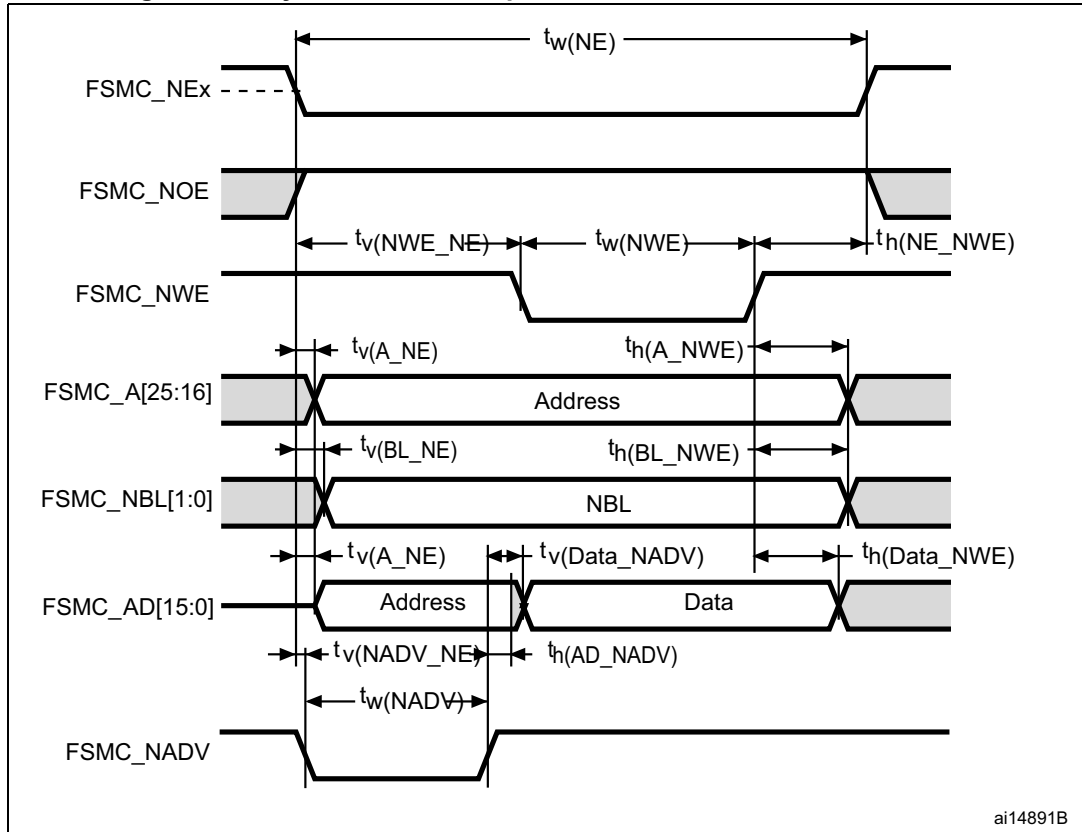 tw(NE)
FSMC_NEx
FSMC_NOE
tv(NWE_NE)
tw(NWE)
th(NE_NWE)
FSMC_NWE
tv(A_NE)
th(A_NWE)
FSMC_A[25:16]
Address
tv(BL_NE)
th(BL_NWE)
FSMC_NBL[1:0]
NBL
tv(A_NE)
tv(Data_NADV)
th(Data_NWE)
FSMC_AD[15:0]
Address
Data
tv(NADV_NE)
th(AD_NADV)
tw(NADV)
FSMC_NADV
ai14891B